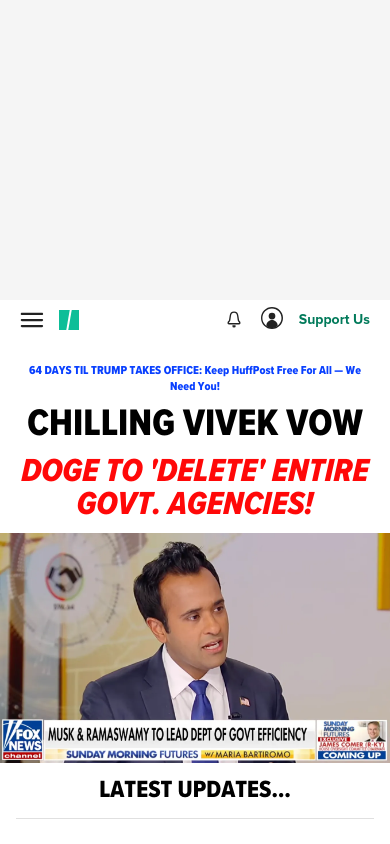 Support Us
64 DAYS TIL TRUMP TAKES OFFICE: Keep HuffPost Free For All — We
Need You!
CHILLING VIVEK VOW
DOGE TO 'DELETE' ENTIRE
GOVT. AGENCIES!
FOX
NEWS
channel
MUSK & RAMASWAMY TO LEAD DEPT OF GOVT EFFICIENCY
SUNDAY MORNING FUTURES W/ MARIA BARTIROMO
SUNDAY
MORNING
FUTURES
EXCLUSIVE
JAMES COMER (R-KY)
COMING UP
LATEST UPDATES...